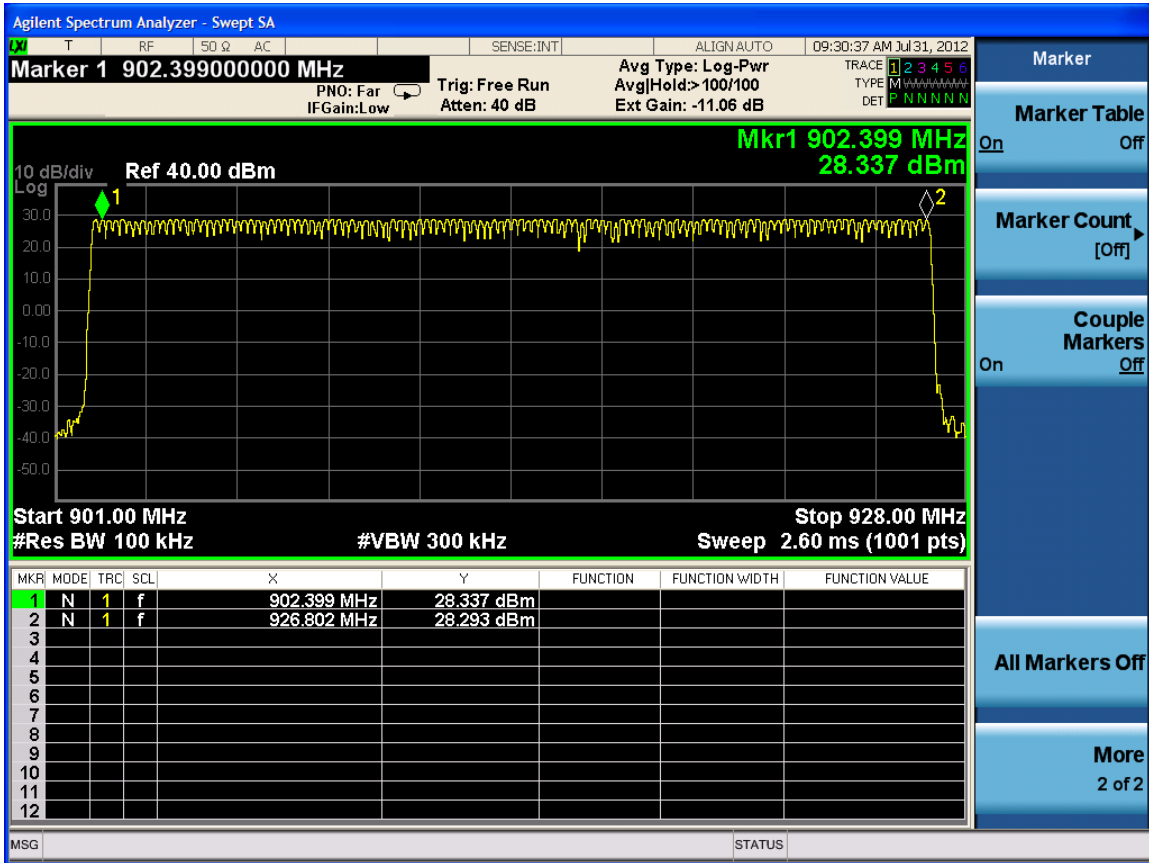 Agilent Spectrum Analyzer - Swept SA
LXI T RF 50 Ω AC SENSE:INT ALIGN AUTO 09:30:37 AM Jul 31, 2012
Marker 1 902.399000000 MHz
PNO: Far
IFGain:Low
Trig: Free Run
Atten: 40 dB
Avg Type: Log-Pwr
Avg|Hold:>100/100
Ext Gain: -11.06 dB
TRACE 1 2 3 4 5 6
TYPE M WWWWW
DET P N N N N N
Mkr1 902.399 MHz
28.337 dBm
10 dB/div Ref 40.00 dBm
Log
1
2
30.0
20.0
10.0
0.00
-10.0
-20.0
-30.0
-40.0
-50.0
Start 901.00 MHz Stop 928.00 MHz
#Res BW 100 kHz #VBW 300 kHz Sweep 2.60 ms (1001 pts)
MKR MODE TRC SCL X Y FUNCTION FUNCTION WIDTH FUNCTION VALUE
1 N 1 f 902.399 MHz 28.337 dBm
2 N 1 f 926.802 MHz 28.293 dBm
3
4
5
6
7
8
9
10
11
12
MSG STATUS
Marker
Marker Table
On Off
Marker Count
[Off]
Couple
Markers
On Off
All Markers Off
More
2 of 2